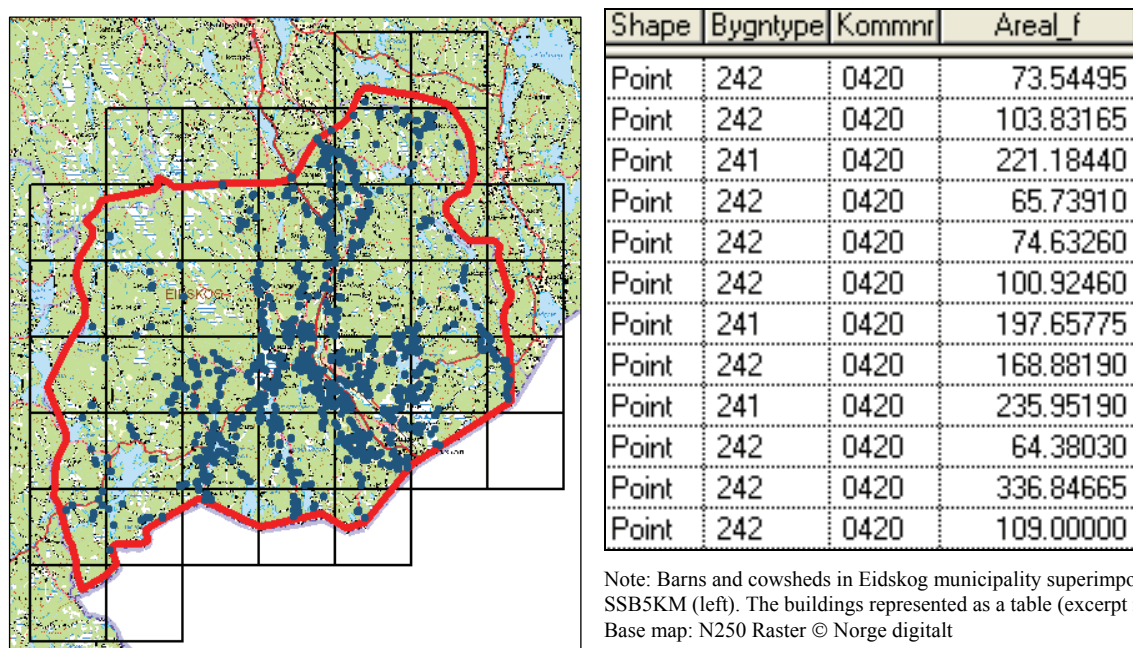 EIDSKOG
Shape Bygntype Kommnr Areal_f
Point 242 0420 73.54495
Point 242 0420 103.83165
Point 241 0420 221.18440
Point 242 0420 65.73910
Point 242 0420 74.63260
Point 242 0420 100.92460
Point 241 0420 197.65775
Point 242 0420 168.88190
Point 241 0420 235.95190
Point 242 0420 64.38030
Point 242 0420 336.84665
Point 242 0420 109.00000
Note: Barns and cowsheds in Eidskog municipality superimpo
SSB5KM (left). The buildings represented as a table (excerpt
Base map: N250 Raster © Norge digitalt